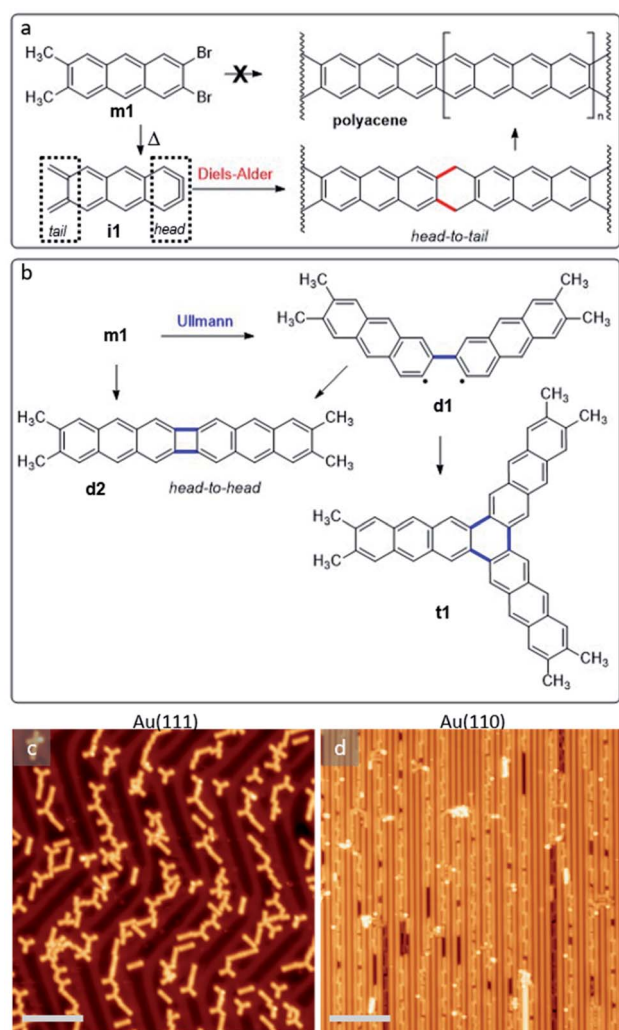 a
H₃C
Br
H₃C
Br
m1
X
n
polyacene
Δ
Diels-Alder
tail
i1
head
head-to-tail
b
m1
Ullmann
H₃C
H₃C
CH₃
CH₃
d1
H₃C
CH₃
H₃C
CH₃
d2
head-to-head
CH₃
CH₃
H₃C
H₃C
t1
CH₃
CH₃
Au(111)
Au(110)
c
d